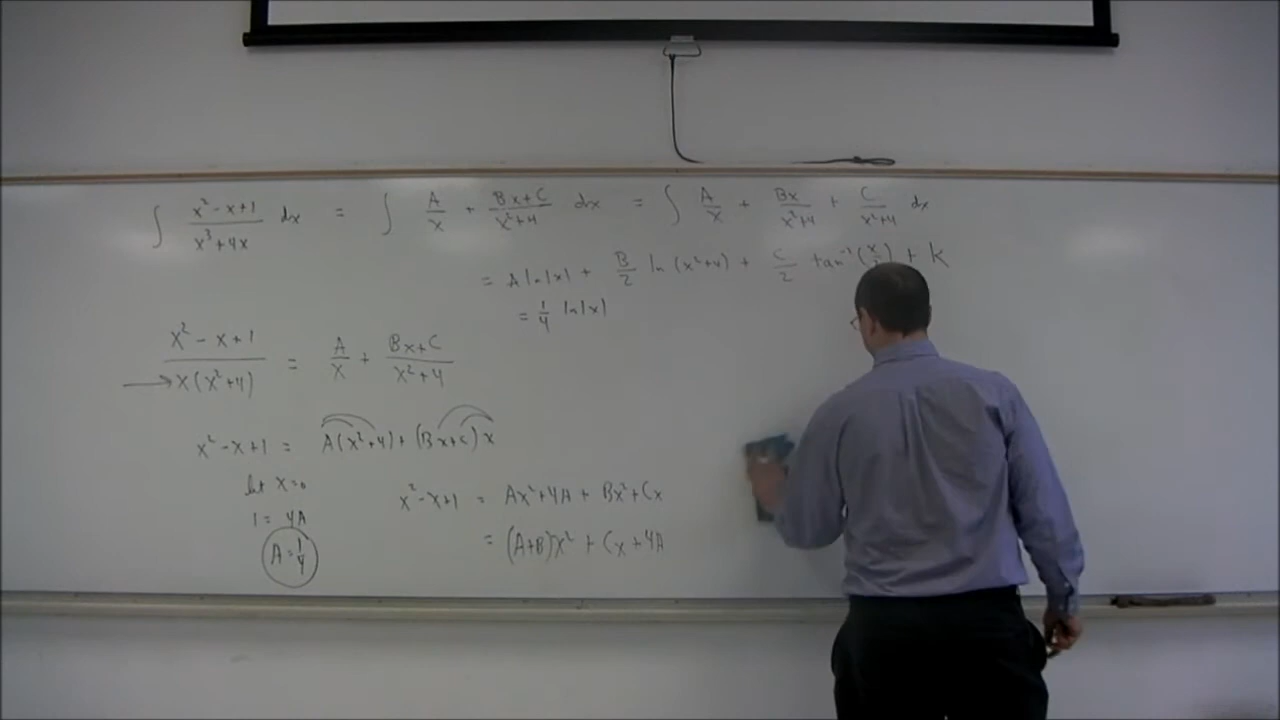 ∫ (x² - x + 1)/(x³ + 4x) dx = ∫ A/x + (Bx + C)/(x² + 4) dx = ∫ A/x + Bx/(x² + 4) + C/(x² + 4) dx
= A ln|x| + B/2 ln(x² + 4) + C/2 tan⁻¹(x/2) + K
= 1/4 ln|x|
(x² - x + 1)/(x(x² + 4)) = A/x + (Bx + C)/(x² + 4)
x² - x + 1 = A(x² + 4) + (Bx + C)x
let x = 0
1 = 4A
A = 1/4
x² - x + 1 = Ax² + 4A + Bx² + Cx
= (A + B)x² + Cx + 4A